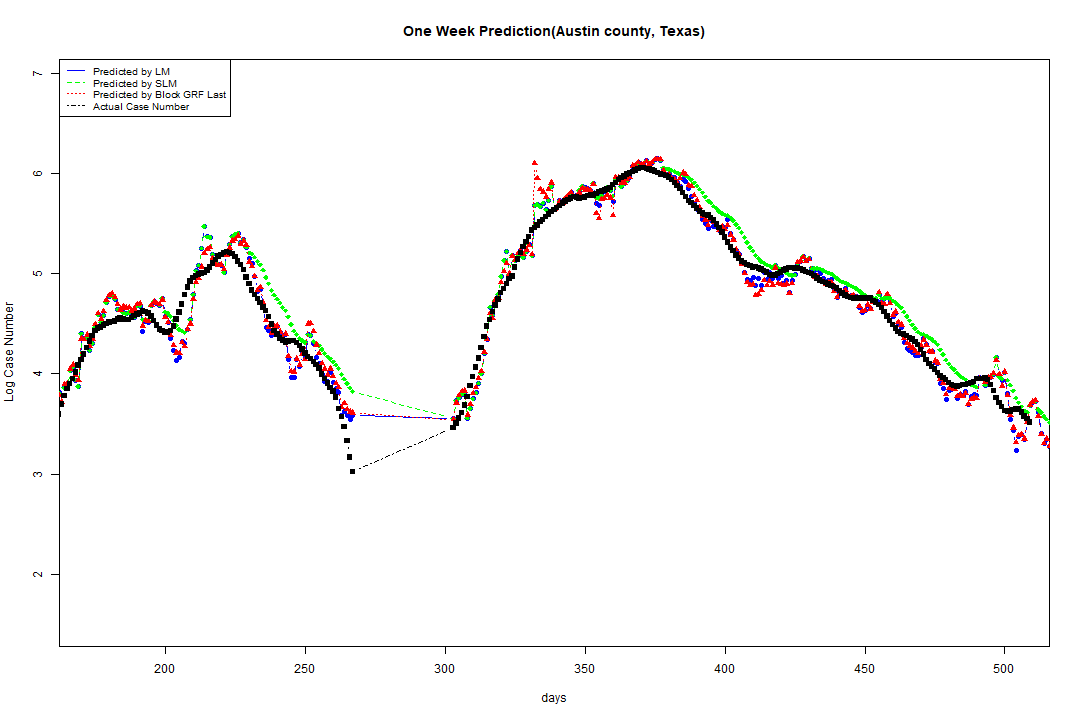 One Week Prediction(Austin county, Texas)
Predicted by LM
Predicted by SLM
Predicted by Block GRF Last
Actual Case Number
Log Case Number
7
6
5
4
3
2
200 250 300 350 400 450 500
days